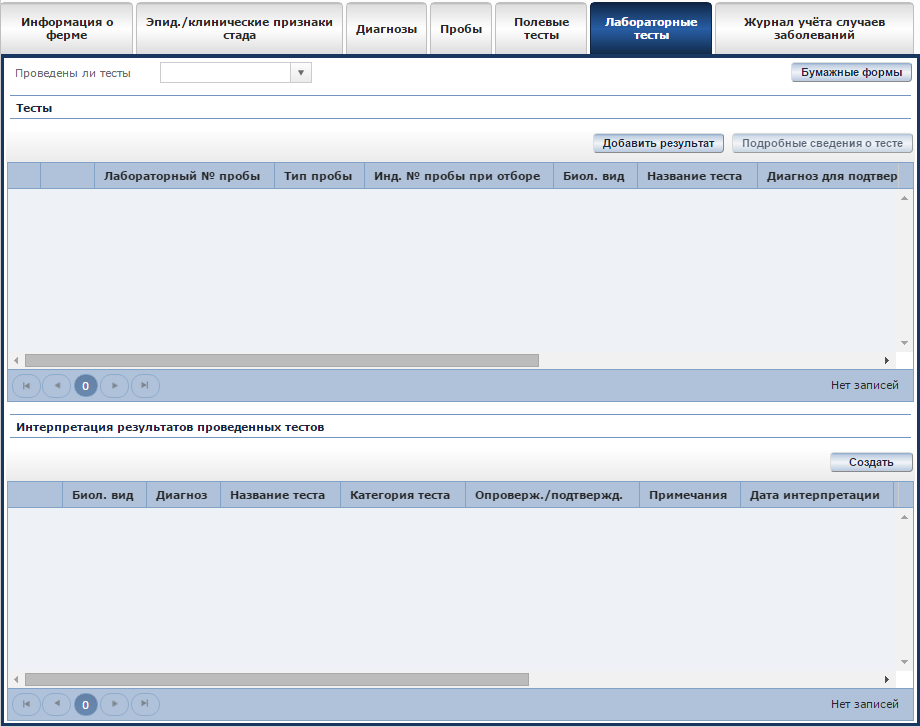 Информация о
ферме
Эпид./клинические признаки
стада
Диагнозы
Пробы
Полевые
тесты
Лабораторные
тесты
Журнал учёта случаев
заболеваний
Проведены ли тесты
Бумажные формы
Тесты
Добавить результат
Подробные сведения о тесте
Лабораторный № пробы
Тип пробы
Инд. № пробы при отборе
Биол. вид
Название теста
Диагноз для подтвер
0
Нет записей
Интерпретация результатов проведенных тестов
Создать
Биол. вид
Диагноз
Название теста
Категория теста
Опроверж./подтвержд.
Примечания
Дата интерпретации
0
Нет записей